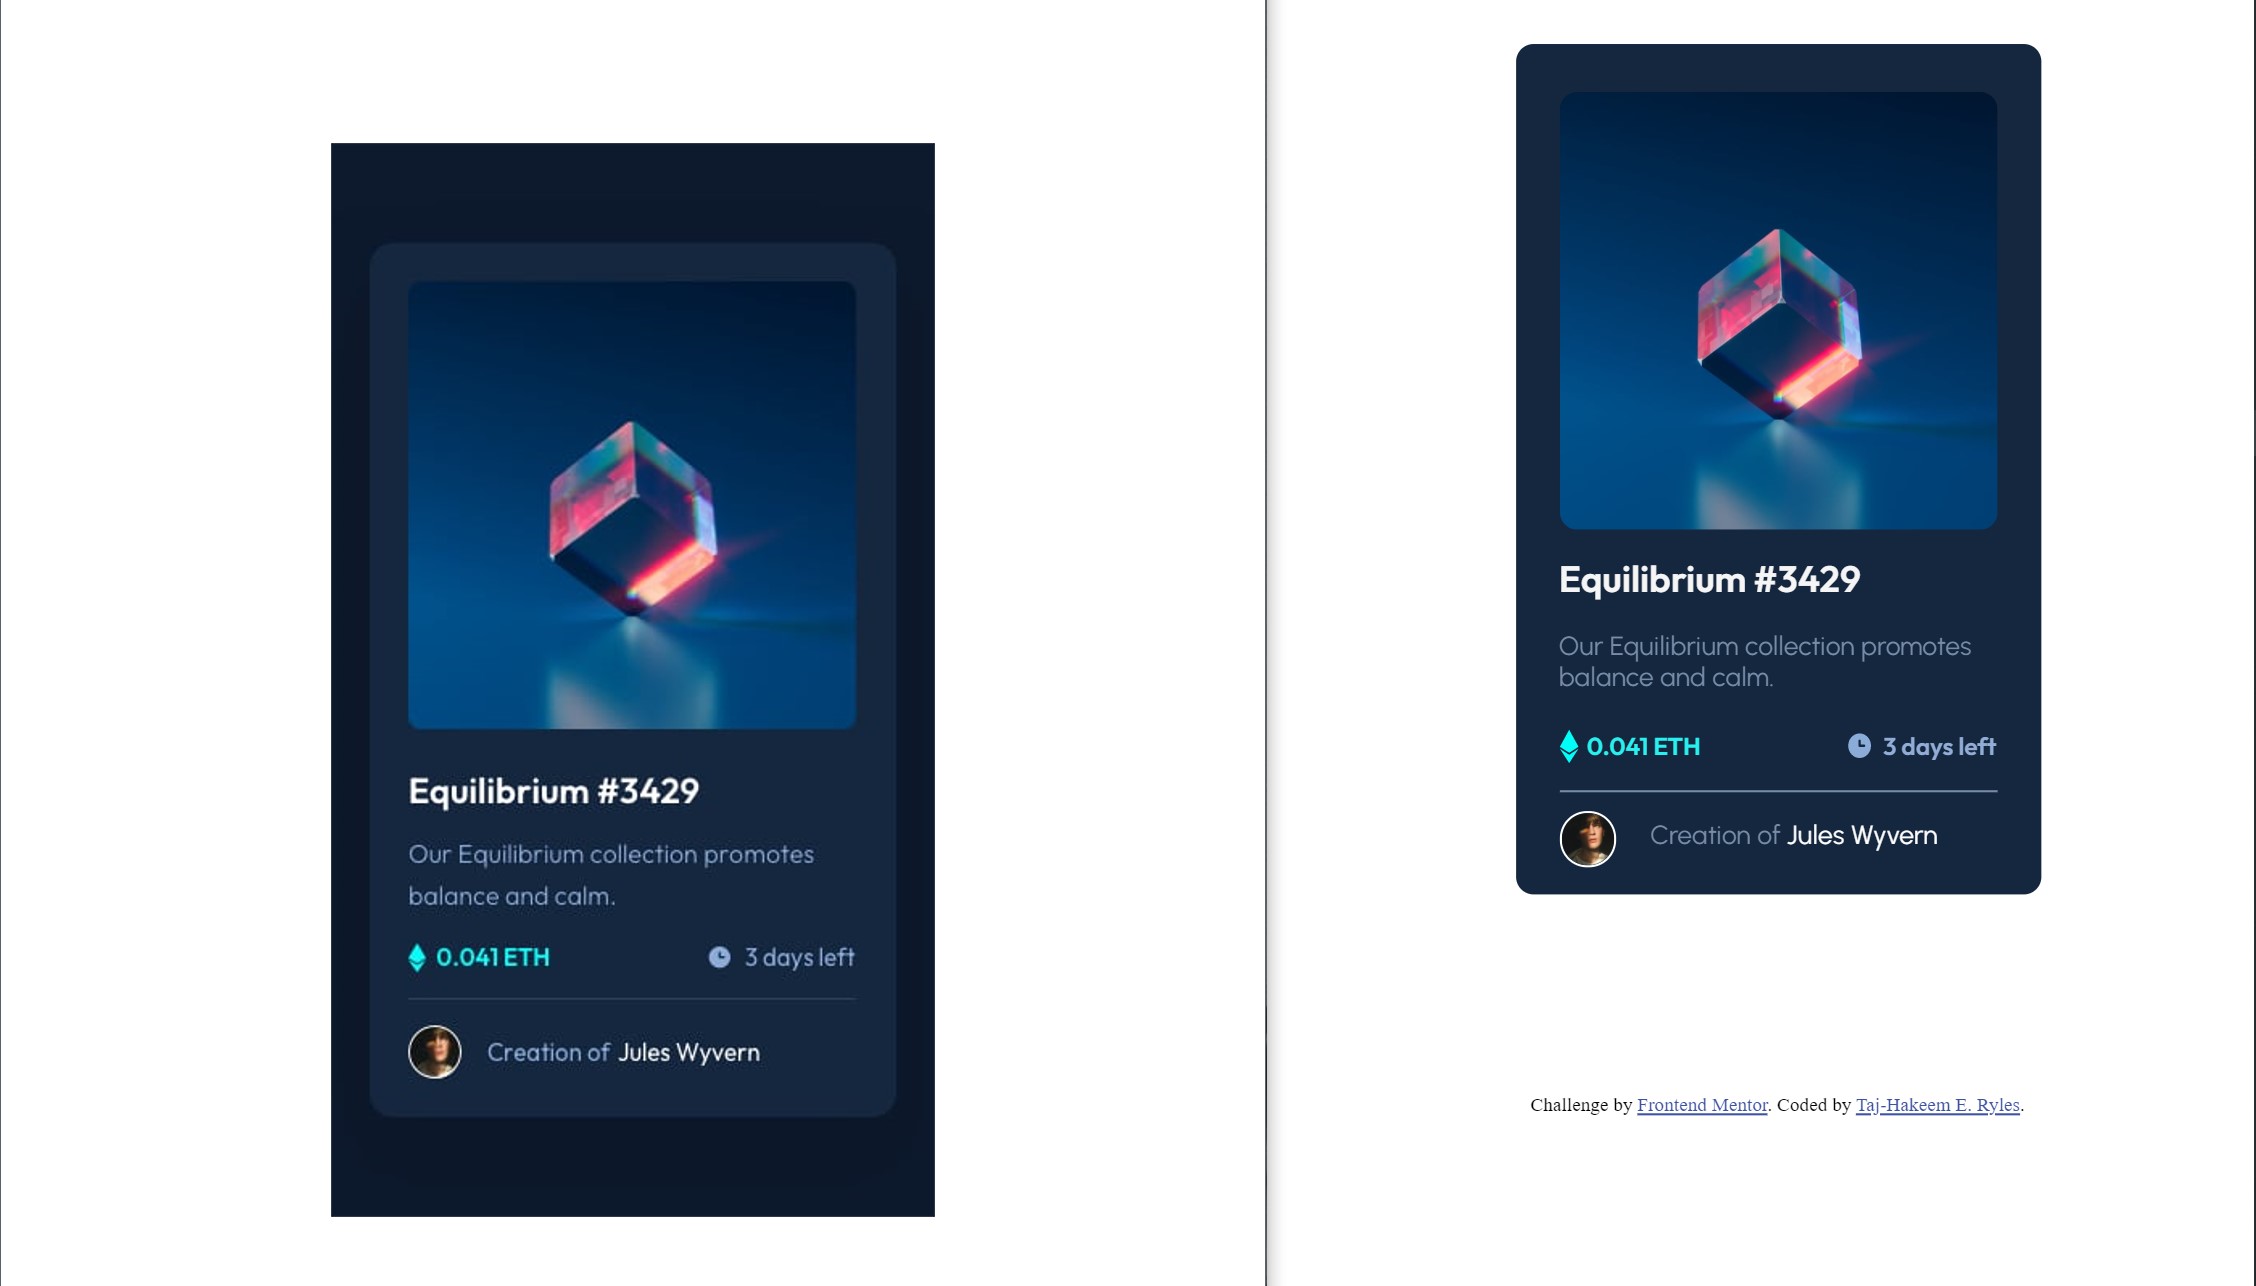 Equilibrium #3429
Our Equilibrium collection promotes
balance and calm.
0.041 ETH
3 days left
Creation of Jules Wyvern
Equilibrium #3429
Our Equilibrium collection promotes
balance and calm.
0.041 ETH
3 days left
Creation of Jules Wyvern
Challenge by Frontend Mentor. Coded by Taj-Hakeem E. Ryles.